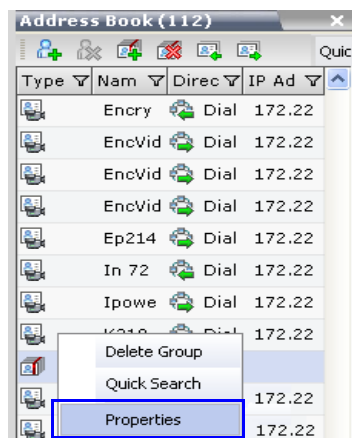 Address Book (112)
Quic
Type Nam Direc IP Ad
Encry Dial 172.22
EncVid Dial 172.22
EncVid Dial 172.22
EncVid Dial 172.22
Ep214 Dial 172.22
In 72 Dial 172.22
Ipowe Dial 172.22
Dial 172.22
Delete Group
Quick Search
172.22
Properties
172.22